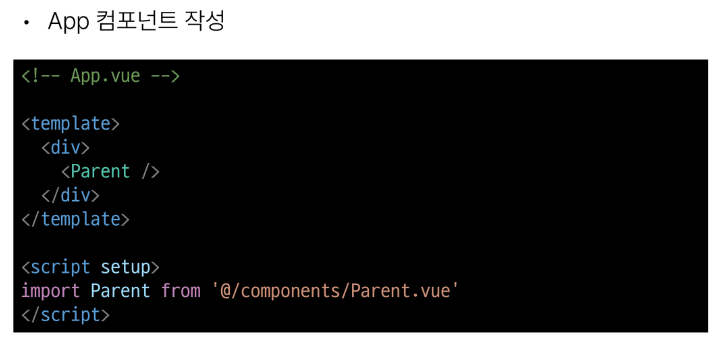 • App 컴포넌트 작성
<!-- App.vue -->
<template>
  <div>
    <Parent />
  </div>
</template>
<script setup>
import Parent from '@/components/Parent.vue'
</script>